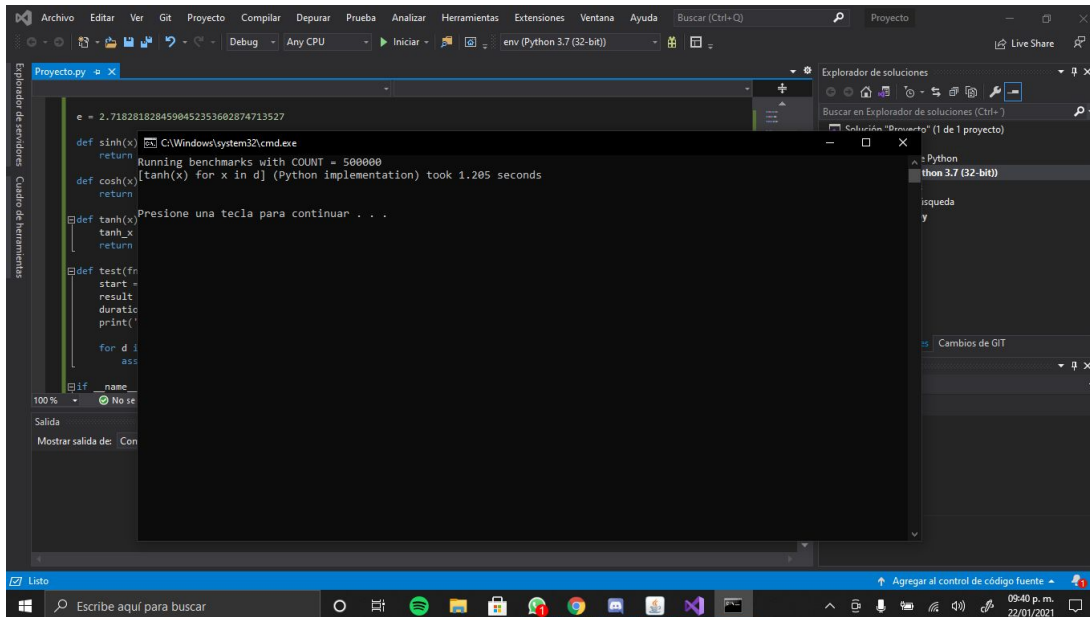 Archivo Editar Ver Git Proyecto Compilar Depurar Prueba Analizar Herramientas Extensiones Ventana Ayuda Buscar (Ctrl+Q) Proyecto
Debug Any CPU Iniciar env (Python 3.7 (32-bit)) Live Share
Explorador de servidores
Cuadro de herramientas
Proyecto.py
e = 2.7182818284590452353602874713527
def sinh(x)
return
def cosh(x)
return
def tanh(x)
tanh_x
return
def test(fn
start =
result
duratio
print('
for d i
ass
if __name__
100 % No se
C:\Windows\system32\cmd.exe
Running benchmarks with COUNT = 500000
[tanh(x) for x in d] (Python implementation) took 1.205 seconds
Presione una tecla para continuar . . .
Explorador de soluciones
Buscar en Explorador de soluciones (Ctrl+')
Solución "Proyecto" (1 de 1 proyecto)
e Python
thon 3.7 (32-bit))
úsqueda
y
es Cambios de GIT
Salida
Mostrar salida de: Con
Listo Agregar al control de código fuente 1
Escribe aquí para buscar
09:40 p. m.
22/01/2021